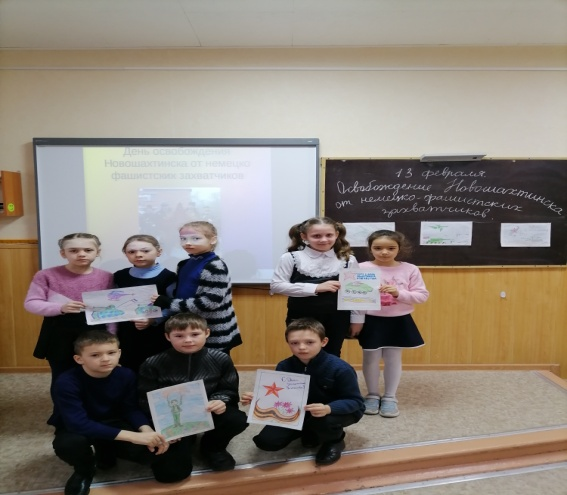 День освобождения
Новошахтинска от немецко-
фашистских захватчиков
13 февраля.
Освобождение Новошахтинска
от немецко-фашистских
захватчиков